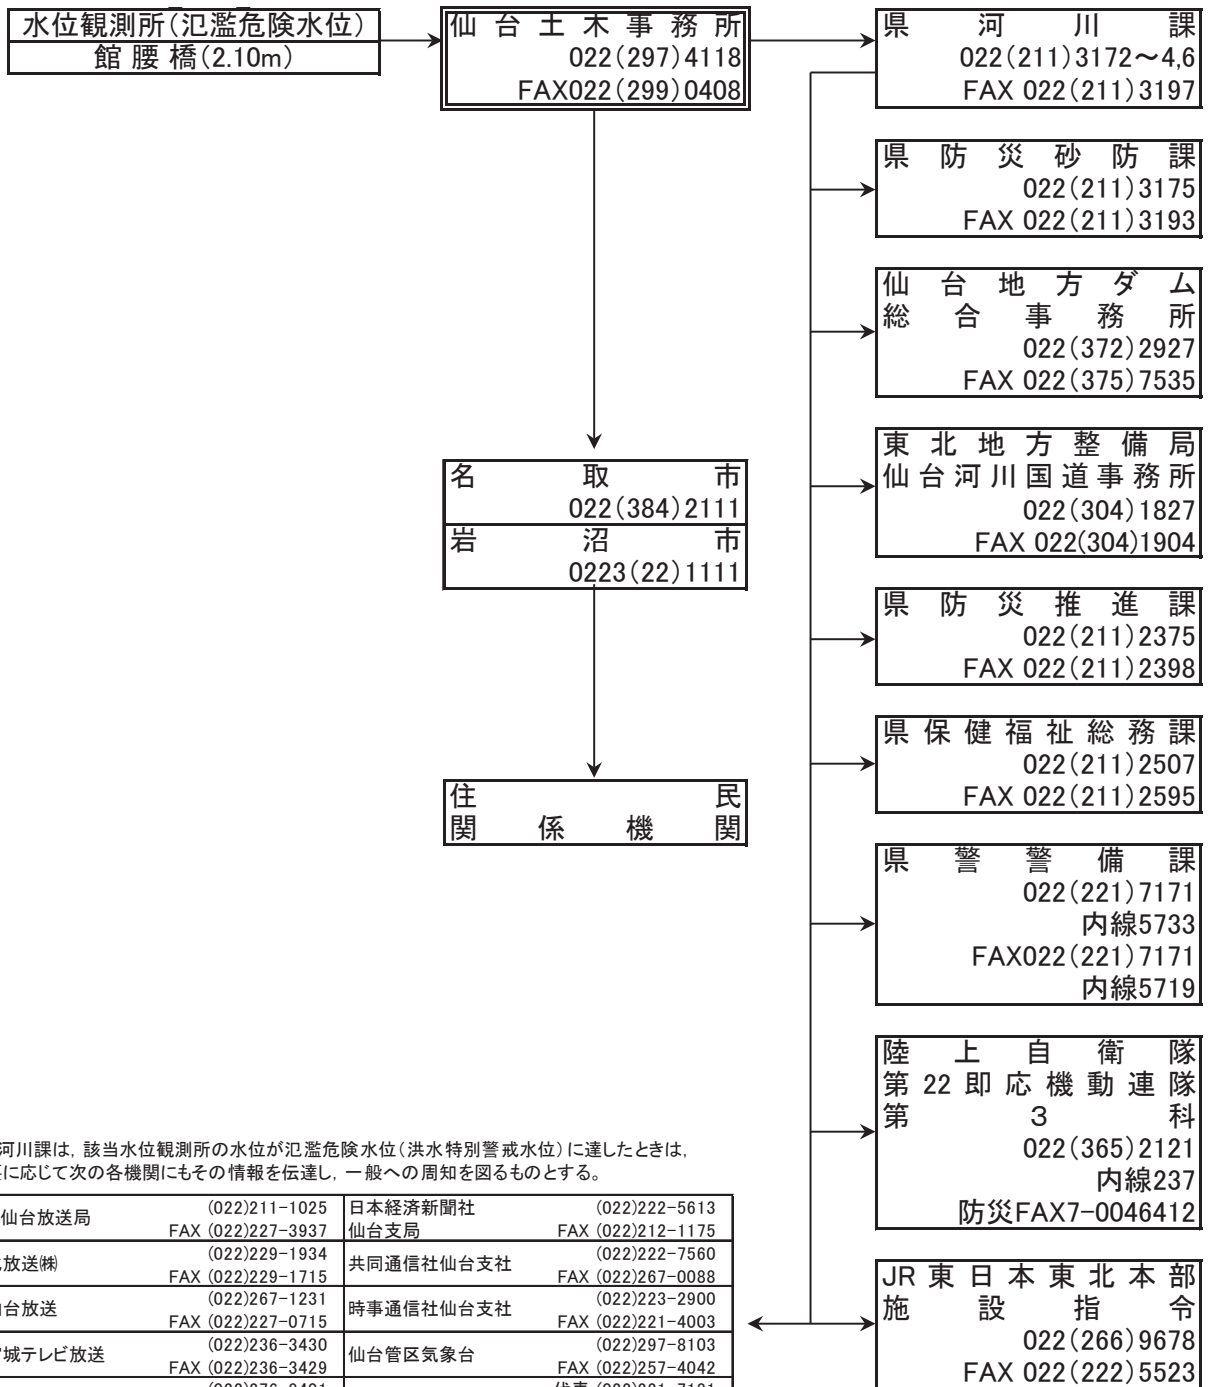 水位観測所（氾濫危険水位）
館腰橋（2.10m）
仙台土木事務所
022（297）4118
FAX022（299）0408
県河川課
022（211）3172～4,6
FAX 022（211）3197
県防災砂防課
022（211）3175
FAX 022（211）3193
仙台地方ダム
総合事務所
022（372）2927
FAX 022（375）7535
東北地方整備局
仙台河川国道事務所
022（304）1827
FAX 022(304)1904
名取市
022（384）2111
岩沼市
0223（22）1111
県防災推進課
022（211）2375
FAX 022（211）2398
県保健福祉総務課
022（211）2507
FAX 022（211）2595
住民
関係機関
県警警備課
022（221）7171
内線5733
FAX022（221）7171
内線5719
陸上自衛隊
第22即応機動連隊
第3科
022（365）2121
内線237
防災FAX7-0046412
JR東日本東北本部
施設指令
022（266）9678
FAX 022（222）5523
河川課は，該当水位観測所の水位が氾濫危険水位（洪水特別警戒水位）に達したときは，
に応じて次の各機関にもその情報を伝達し，一般への周知を図るものとする。
仙台放送局 (022)211-1025 日本経済新聞社 (022)222-5613
FAX (022)227-3937 仙台支局 FAX (022)212-1175
放送㈱ (022)229-1934 共同通信社仙台支社 (022)222-7560
FAX (022)229-1715 FAX (022)267-0088
台放送 (022)267-1231 時事通信社仙台支社 (022)223-2900
FAX (022)227-0715 FAX (022)221-4003
城テレビ放送 (022)236-3430 仙台管区気象台 (022)297-8103
FAX (022)236-3429 FAX (022)257-4042